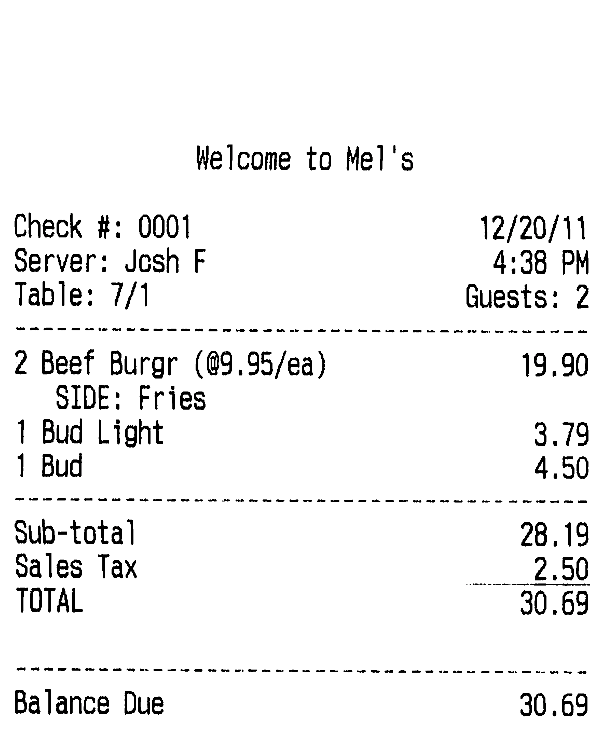 Welcome to Mel's
Check #: 0001 12/20/11
Server: Josh F 4:38 PM
Table: 7/1 Guests: 2
2 Beef Burgr (@9.95/ea) 19.90
SIDE: Fries
1 Bud Light 3.79
1 Bud 4.50
Sub-total 28.19
Sales Tax 2.50
TOTAL 30.69
Balance Due 30.69